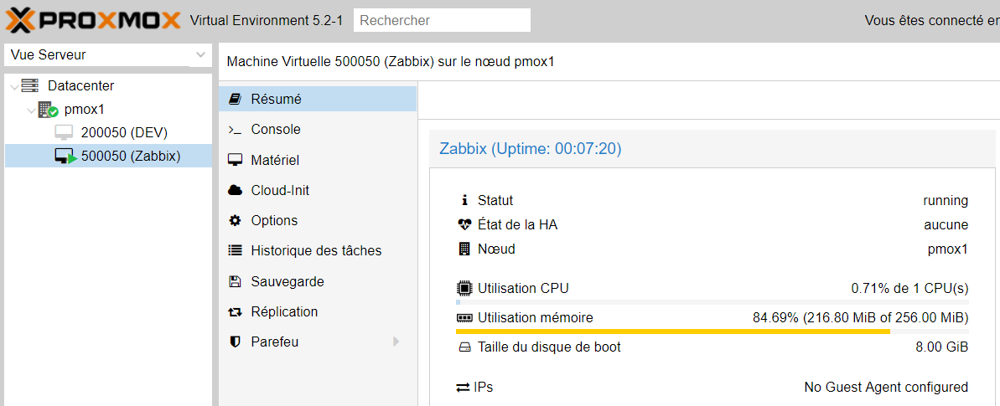 PROXMOX Virtual Environment 5.2-1 Rechercher Vous êtes connecté en
Vue Serveur
Datacenter
pmox1
200050 (DEV)
500050 (Zabbix)
Machine Virtuelle 500050 (Zabbix) sur le nœud pmox1
Résumé
Console
Matériel
Cloud-Init
Options
Historique des tâches
Sauvegarde
Réplication
Parefeu
Zabbix (Uptime: 00:07:20)
Statut running
État de la HA aucune
Nœud pmox1
Utilisation CPU 0.71% de 1 CPU(s)
Utilisation mémoire 84.69% (216.80 MiB of 256.00 MiB)
Taille du disque de boot 8.00 GiB
IPs No Guest Agent configured